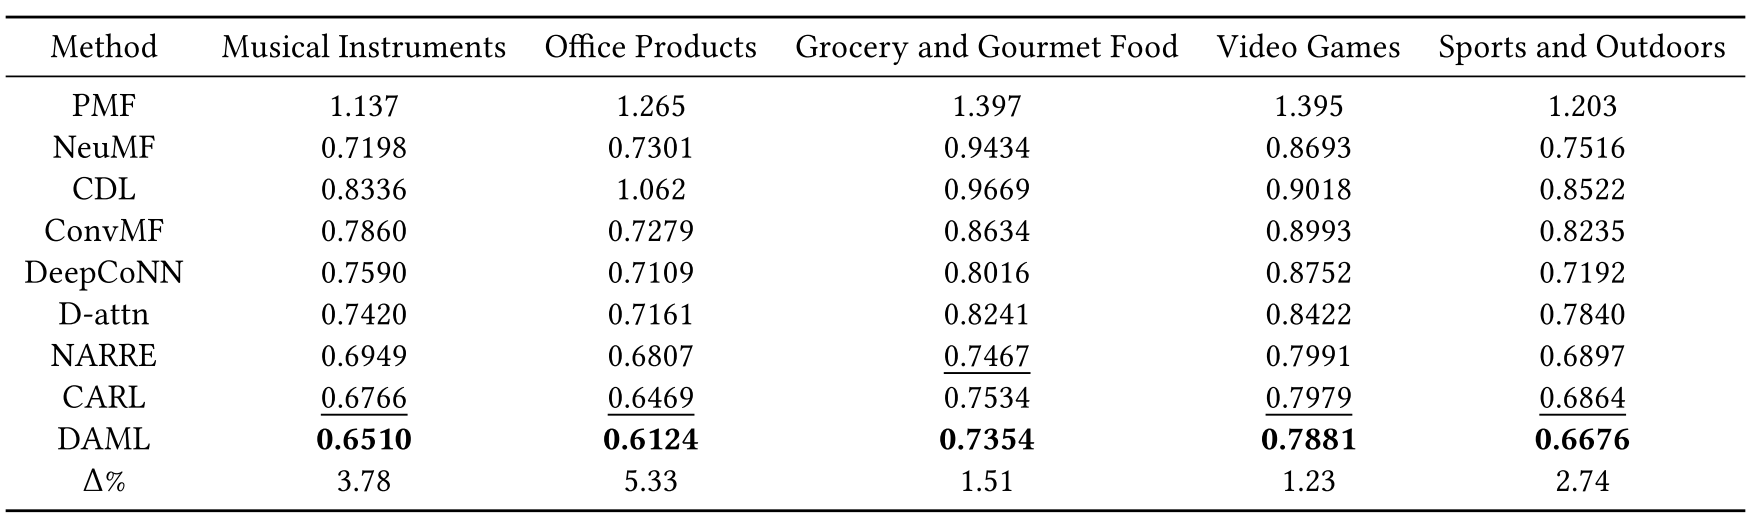 Method Musical Instruments Office Products Grocery and Gourmet Food Video Games Sports and Outdoors
PMF 1.137 1.265 1.397 1.395 1.203
NeuMF 0.7198 0.7301 0.9434 0.8693 0.7516
CDL 0.8336 1.062 0.9669 0.9018 0.8522
ConvMF 0.7860 0.7279 0.8634 0.8993 0.8235
DeepCoNN 0.7590 0.7109 0.8016 0.8752 0.7192
D-attn 0.7420 0.7161 0.8241 0.8422 0.7840
NARRE 0.6949 0.6807 0.7467 0.7991 0.6897
CARL 0.6766 0.6469 0.7534 0.7979 0.6864
DAML 0.6510 0.6124 0.7354 0.7881 0.6676
Δ% 3.78 5.33 1.51 1.23 2.74